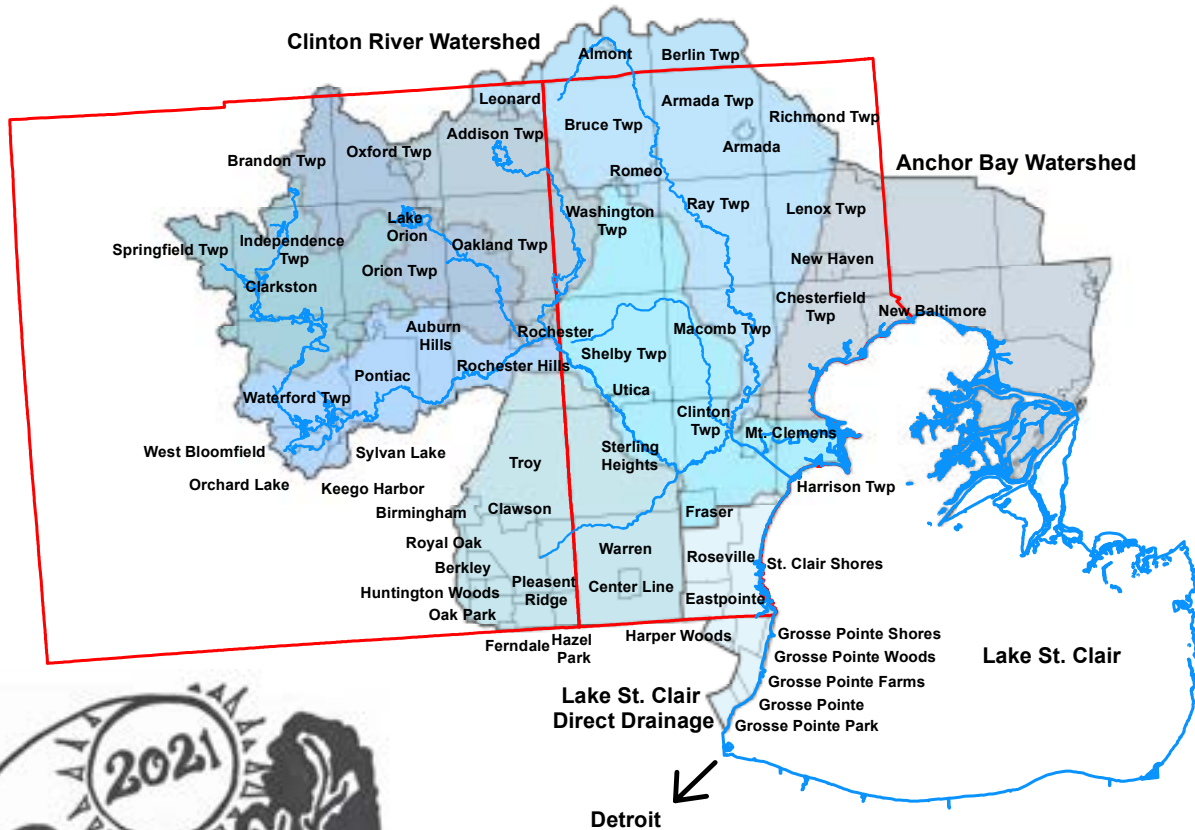 Clinton River Watershed
Almont
Berlin Twp
Leonard
Armada Twp
Richmond Twp
Bruce Twp
Addison Twp
Armada
Oxford Twp
Brandon Twp
Anchor Bay Watershed
Romeo
Washington
Twp
Ray Twp
Lenox Twp
Lake
Orion
Independence
Twp
Springfield Twp
Oakland Twp
Orion Twp
New Haven
Clarkston
Chesterfield
Twp
New Baltimore
Auburn
Hills
Rochester
Macomb Twp
Shelby Twp
Rochester Hills
Pontiac
Utica
Waterford Twp
Clinton
Twp
Mt. Clemens
West Bloomfield
Sylvan Lake
Sterling
Heights
Troy
Orchard Lake
Keego Harbor
Harrison Twp
Birmingham
Clawson
Fraser
Royal Oak
Warren
Roseville
St. Clair Shores
Berkley
Pleasant
Ridge
Center Line
Huntington Woods
Eastpointe
Oak Park
Ferndale
Hazel
Park
Harper Woods
Grosse Pointe Shores
Grosse Pointe Woods
Lake St. Clair
Grosse Pointe Farms
Lake St. Clair
Direct Drainage
Grosse Pointe
Grosse Pointe Park
2021
Detroit